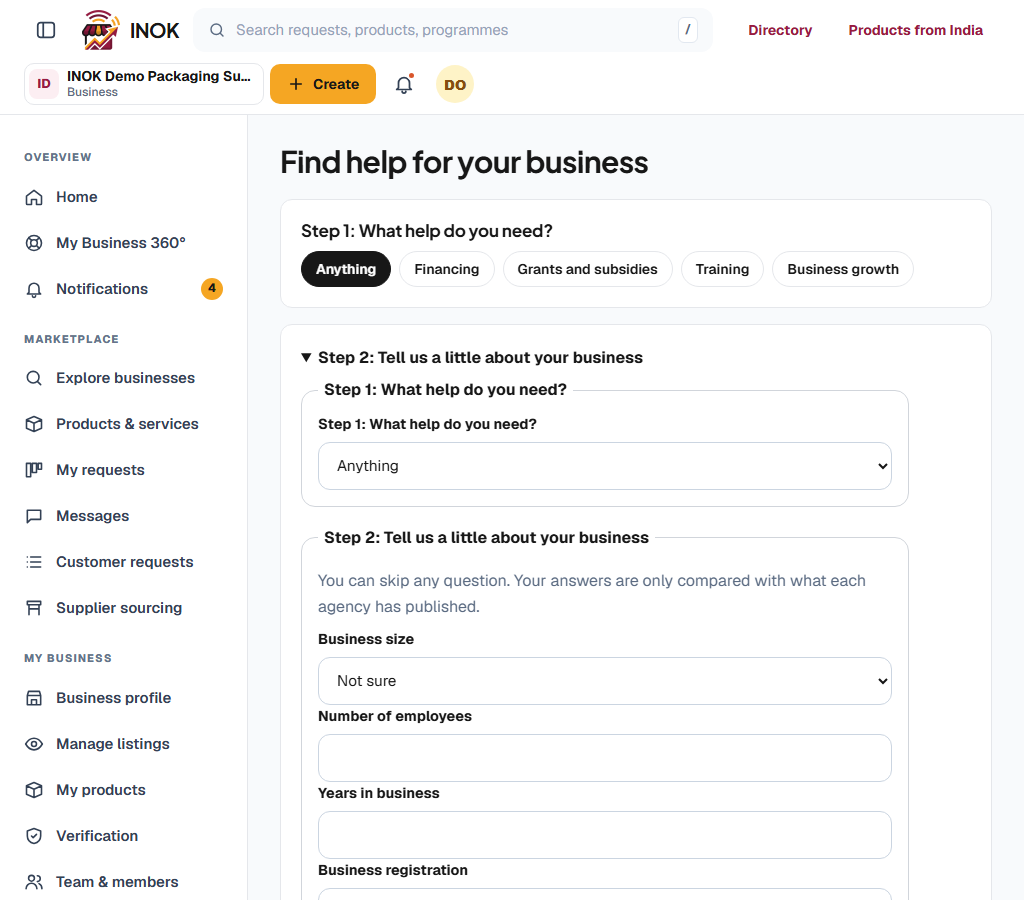 INOK
Search requests, products, programmes
/
Directory
Products from India
ID
INOK Demo Packaging Su...
Business
+ Create
DO
OVERVIEW
Home
My Business 360°
Notifications
4
MARKETPLACE
Explore businesses
Products & services
My requests
Messages
Customer requests
Supplier sourcing
MY BUSINESS
Business profile
Manage listings
My products
Verification
Team & members
Find help for your business
Step 1: What help do you need?
Anything
Financing
Grants and subsidies
Training
Business growth
▼ Step 2: Tell us a little about your business
Step 1: What help do you need?
Step 1: What help do you need?
Anything
Step 2: Tell us a little about your business
You can skip any question. Your answers are only compared with what each
agency has published.
Business size
Not sure
Number of employees
Years in business
Business registration